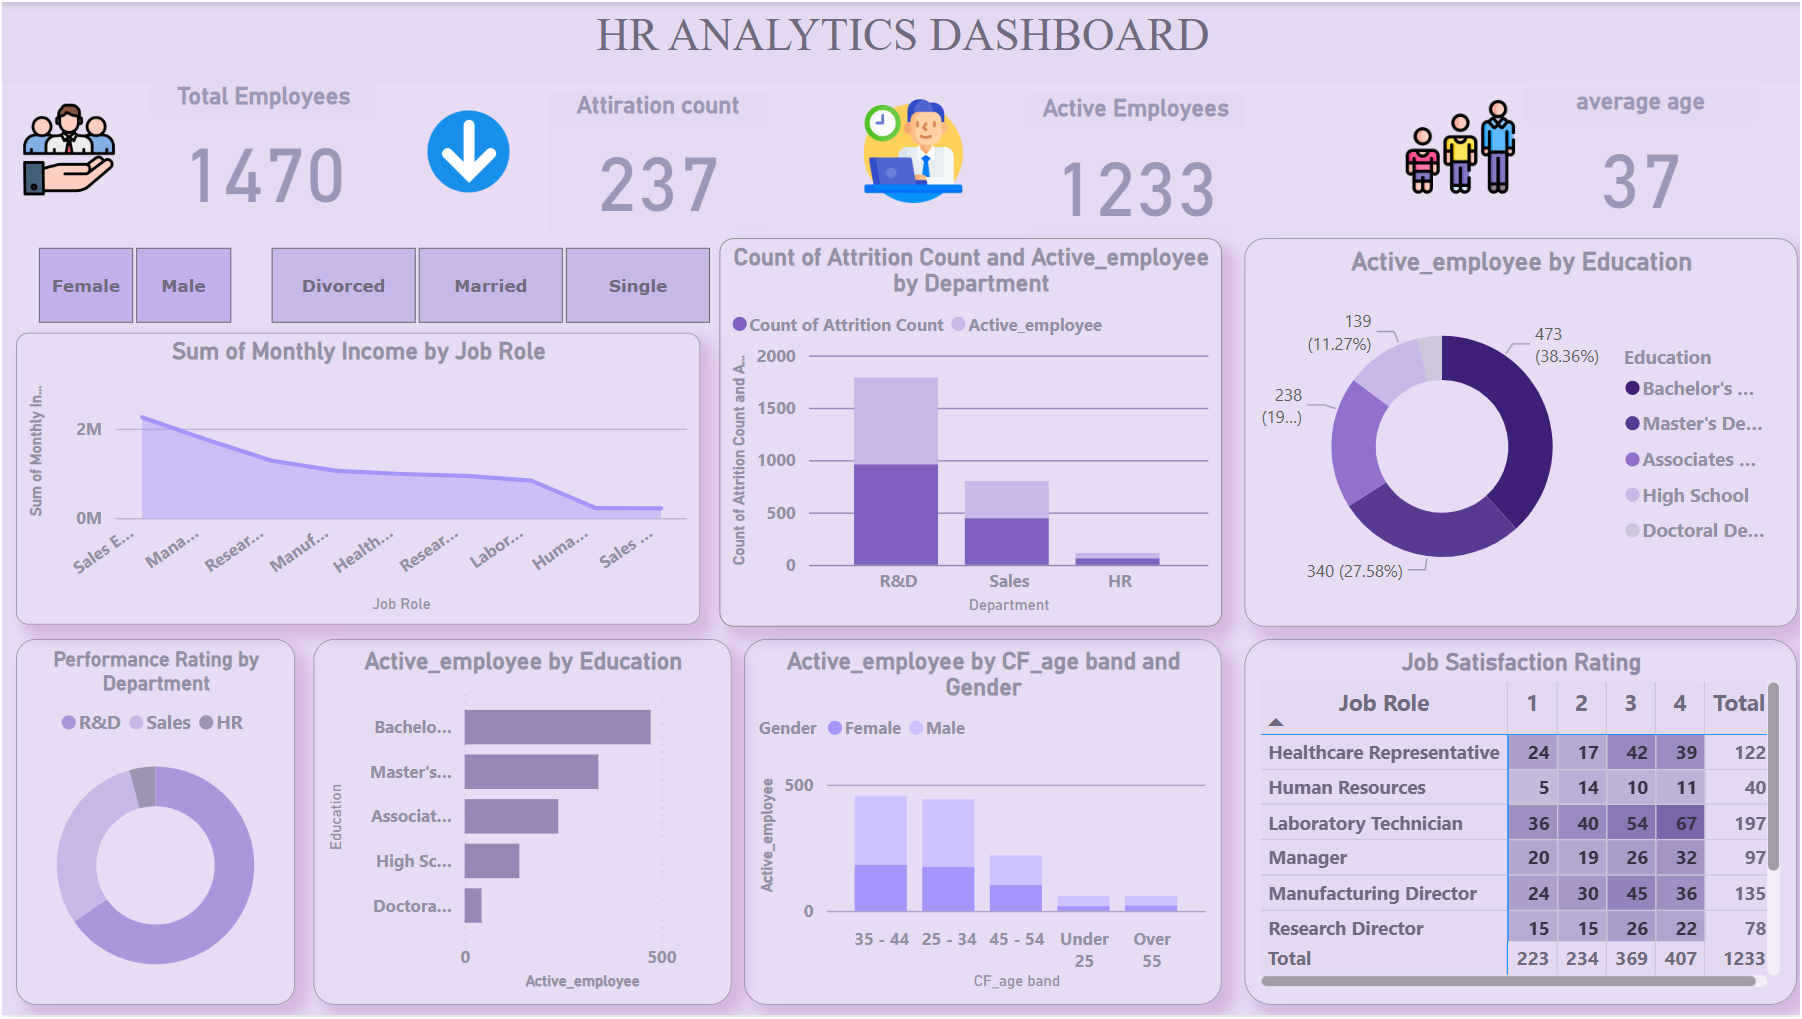 HR ANALYTICS DASHBOARD
Total Employees
1470
Attiration count
237
Active Employees
1233
average age
37
Female
Male
Divorced
Married
Single
Sum of Monthly Income by Job Role
Sum of Monthly In...
2M
0M
Sales E...
Mana...
Resear...
Manuf...
Health...
Resear...
Labor...
Huma...
Sales ...
Job Role
Count of Attrition Count and Active_employee
by Department
Count of Attrition Count
Active_employee
Count of Attrition Count and A...
2000
1500
1000
500
0
R&D
Sales
HR
Department
Active_employee by Education
139
(11.27%)
473
(38.36%)
238
(19...)
340 (27.58%)
Education
Bachelor's ...
Master's De...
Associates ...
High School
Doctoral De...
Performance Rating by
Department
R&D
Sales
HR
Active_employee by Education
Education
Bachelo...
Master's...
Associat...
High Sc...
Doctora...
0
500
Active_employee
Active_employee by CF_age band and
Gender
Gender
Female
Male
Active_employee
500
0
35 - 44
25 - 34
45 - 54
Under
25
Over
55
CF_age band
Job Satisfaction Rating
Job Role 1 2 3 4 Total
Healthcare Representative 24 17 42 39 122
Human Resources 5 14 10 11 40
Laboratory Technician 36 40 54 67 197
Manager 20 19 26 32 97
Manufacturing Director 24 30 45 36 135
Research Director 15 15 26 22 78
Total 223 234 369 407 1233